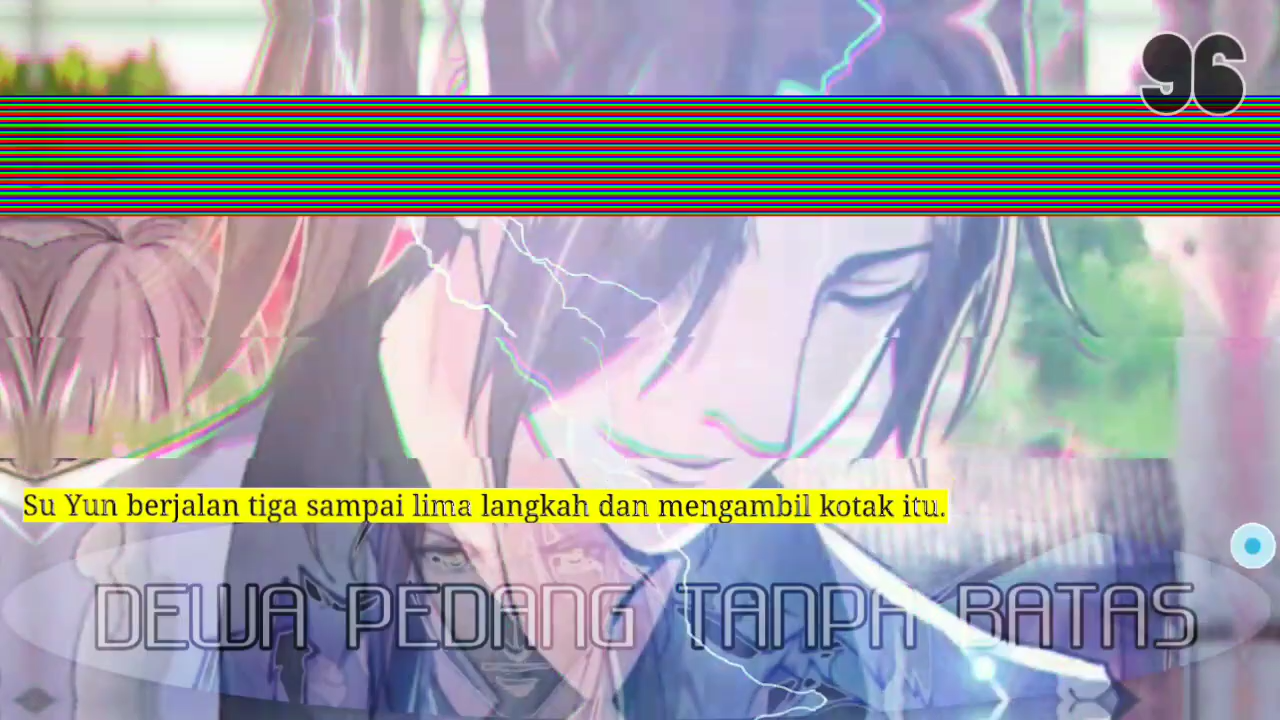 96
Su Yun berjalan tiga sampai lima langkah dan mengambil kotak itu.
DEWA PEDANG TANPA BATAS